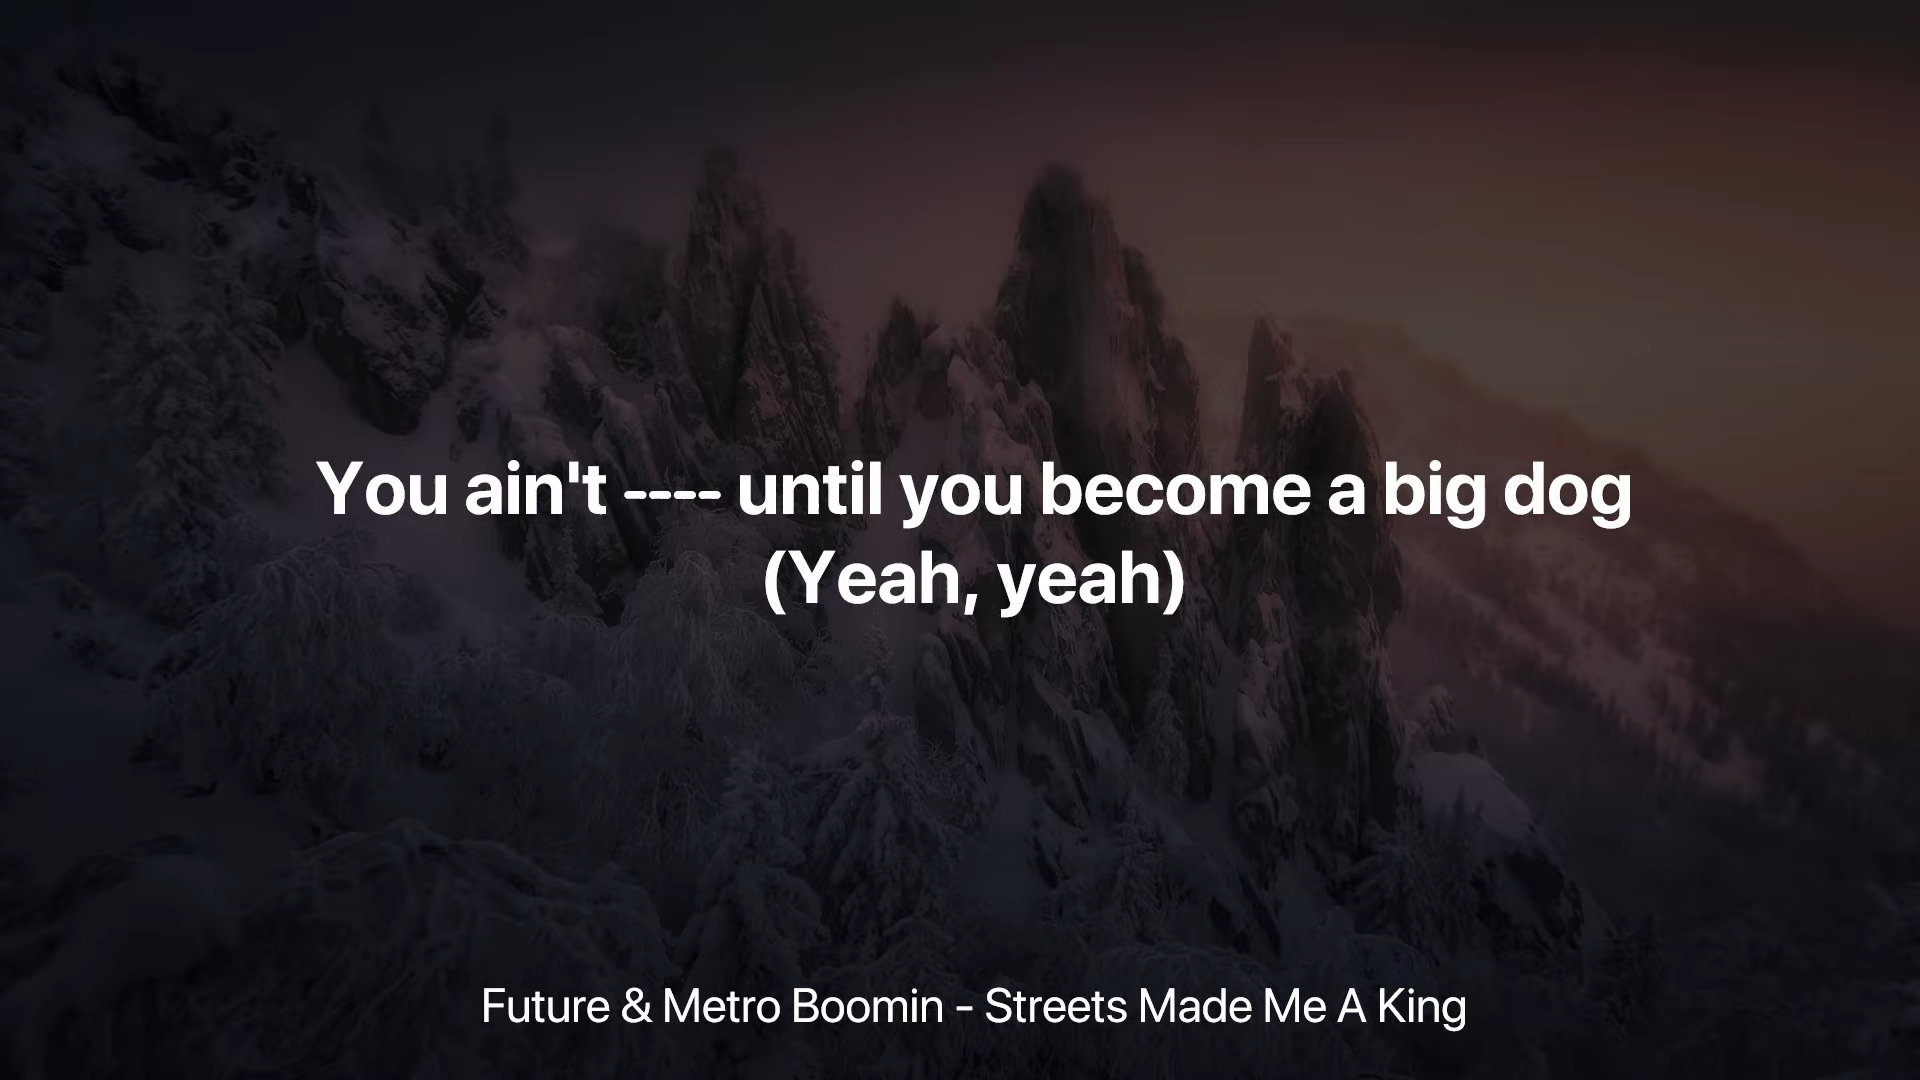 You ain't ---- until you become a big dog
(Yeah, yeah)
Future & Metro Boomin - Streets Made Me A King